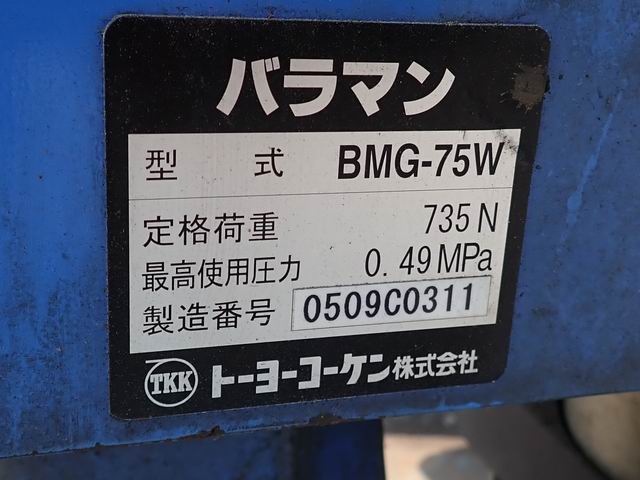 バラマン
型 式 BMG-75W
定格荷重 735 N
最高使用圧力 0.49 MPa
製造番号 0509C0311
TKK トーヨーコーケン株式会社